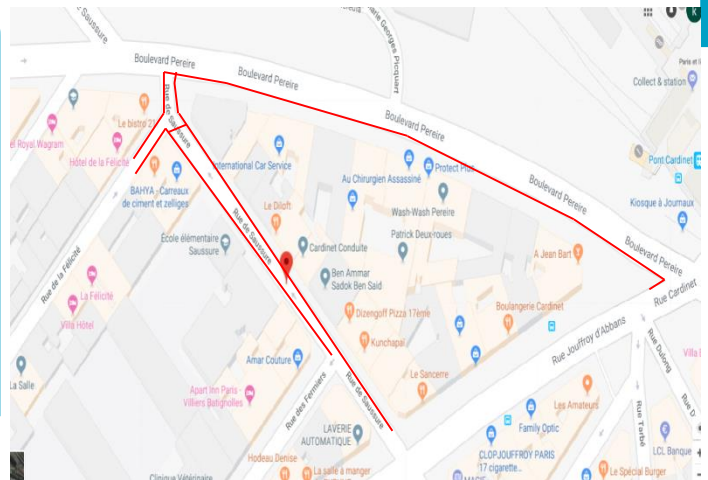 Rue de Saussure
Boulevard Pereire
Boulevard Pereire
Georges Picquart
K
Paris et l
Collect & station
Boulevard Pereire
Le bistro 21
el Royal Wagram
Hôtel de la Félicité
Rue de Saussure
International Car Service
Protect Plus
Au Chirurgien Assassiné
Pont Cardinet
BAHYA - Carreaux
de ciment et zelliges
Boulevard Pereire
Kiosque à Journaux
Le Diloft
Wash-Wash Pereire
Rue de Saussure
Patrick Deux-roues
École élémentaire
Saussure
Cardinet Conduite
A Jean Bart
Boulevard Pereire
Rue de la Félicité
Ben Ammar
Sadok Ben Said
La Félicité
Rue Cardinet
Villa Hôtel
Dizengoff Pizza 17ème
Boulangerie Cardinet
Rue Jouffroy d'Abbans
Kunchapai
Rue Dulong
Villa
Amar Couture
La Salle
Le Sancerre
Apart Inn Paris -
Villiers Batignolles
Rue des Fermiers
Rue de Saussure
Les Amateurs
Rue Tarbé
Rue D
LAVERIE
AUTOMATIQUE
Family Optic
CLOPJOUFFROY PARIS
17 cigarette...
LCL Banque
Hodeau Denise
La salle à manger
Le Spécial Burger
Clinique Vétérinaire